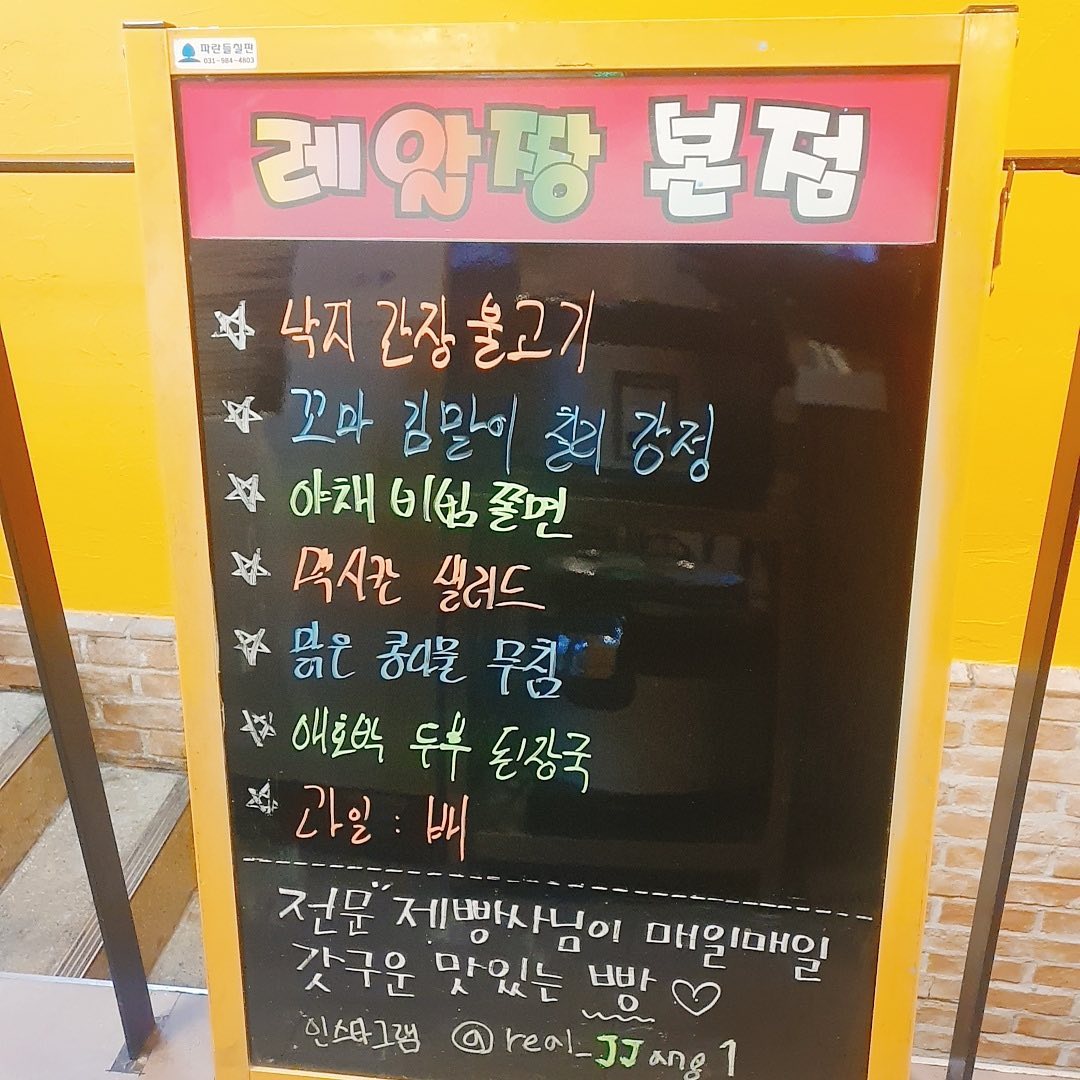 파란들실판
031-984-4803
레알짱 본점
낙지 간장 불고기
꼬마 김말이 칠리 강정
야채 비빔 쫄면
멕시칸 샐러드
맑은 콩나물 무침
애호박 두부 된장국
과일 : 배
전문 제빵사님이 매일매일
갓구운 맛있는 빵 ♡
인스타그램 @real_JJang1